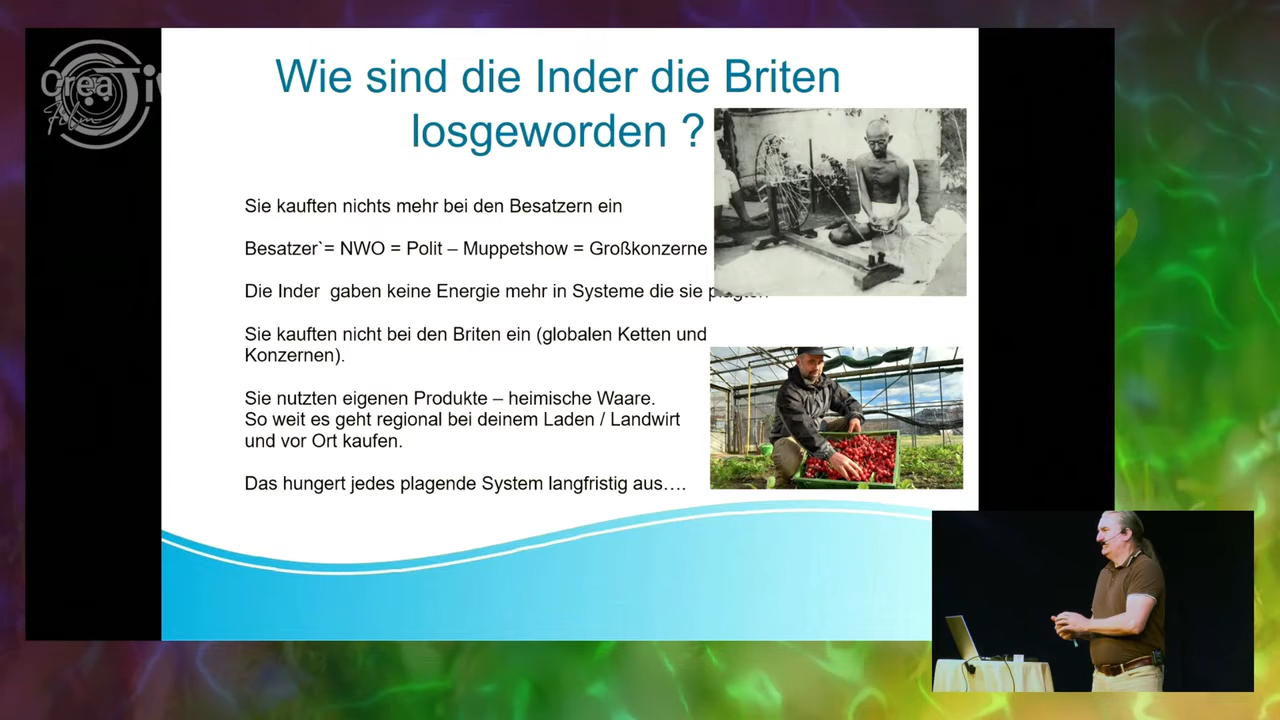 Crea Jiv
Film
Wie sind die Inder die Briten
losgeworden ?
Sie kauften nichts mehr bei den Besatzern ein
Besatzer`= NWO = Polit – Muppetshow = Großkonzerne
Die Inder gaben keine Energie mehr in Systeme die sie
Sie kauften nicht bei den Briten ein (globalen Ketten und
Konzernen).
Sie nutzten eigenen Produkte – heimische Waare.
So weit es geht regional bei deinem Laden / Landwirt
und vor Ort kaufen.
Das hungert jedes plagende System langfristig aus….